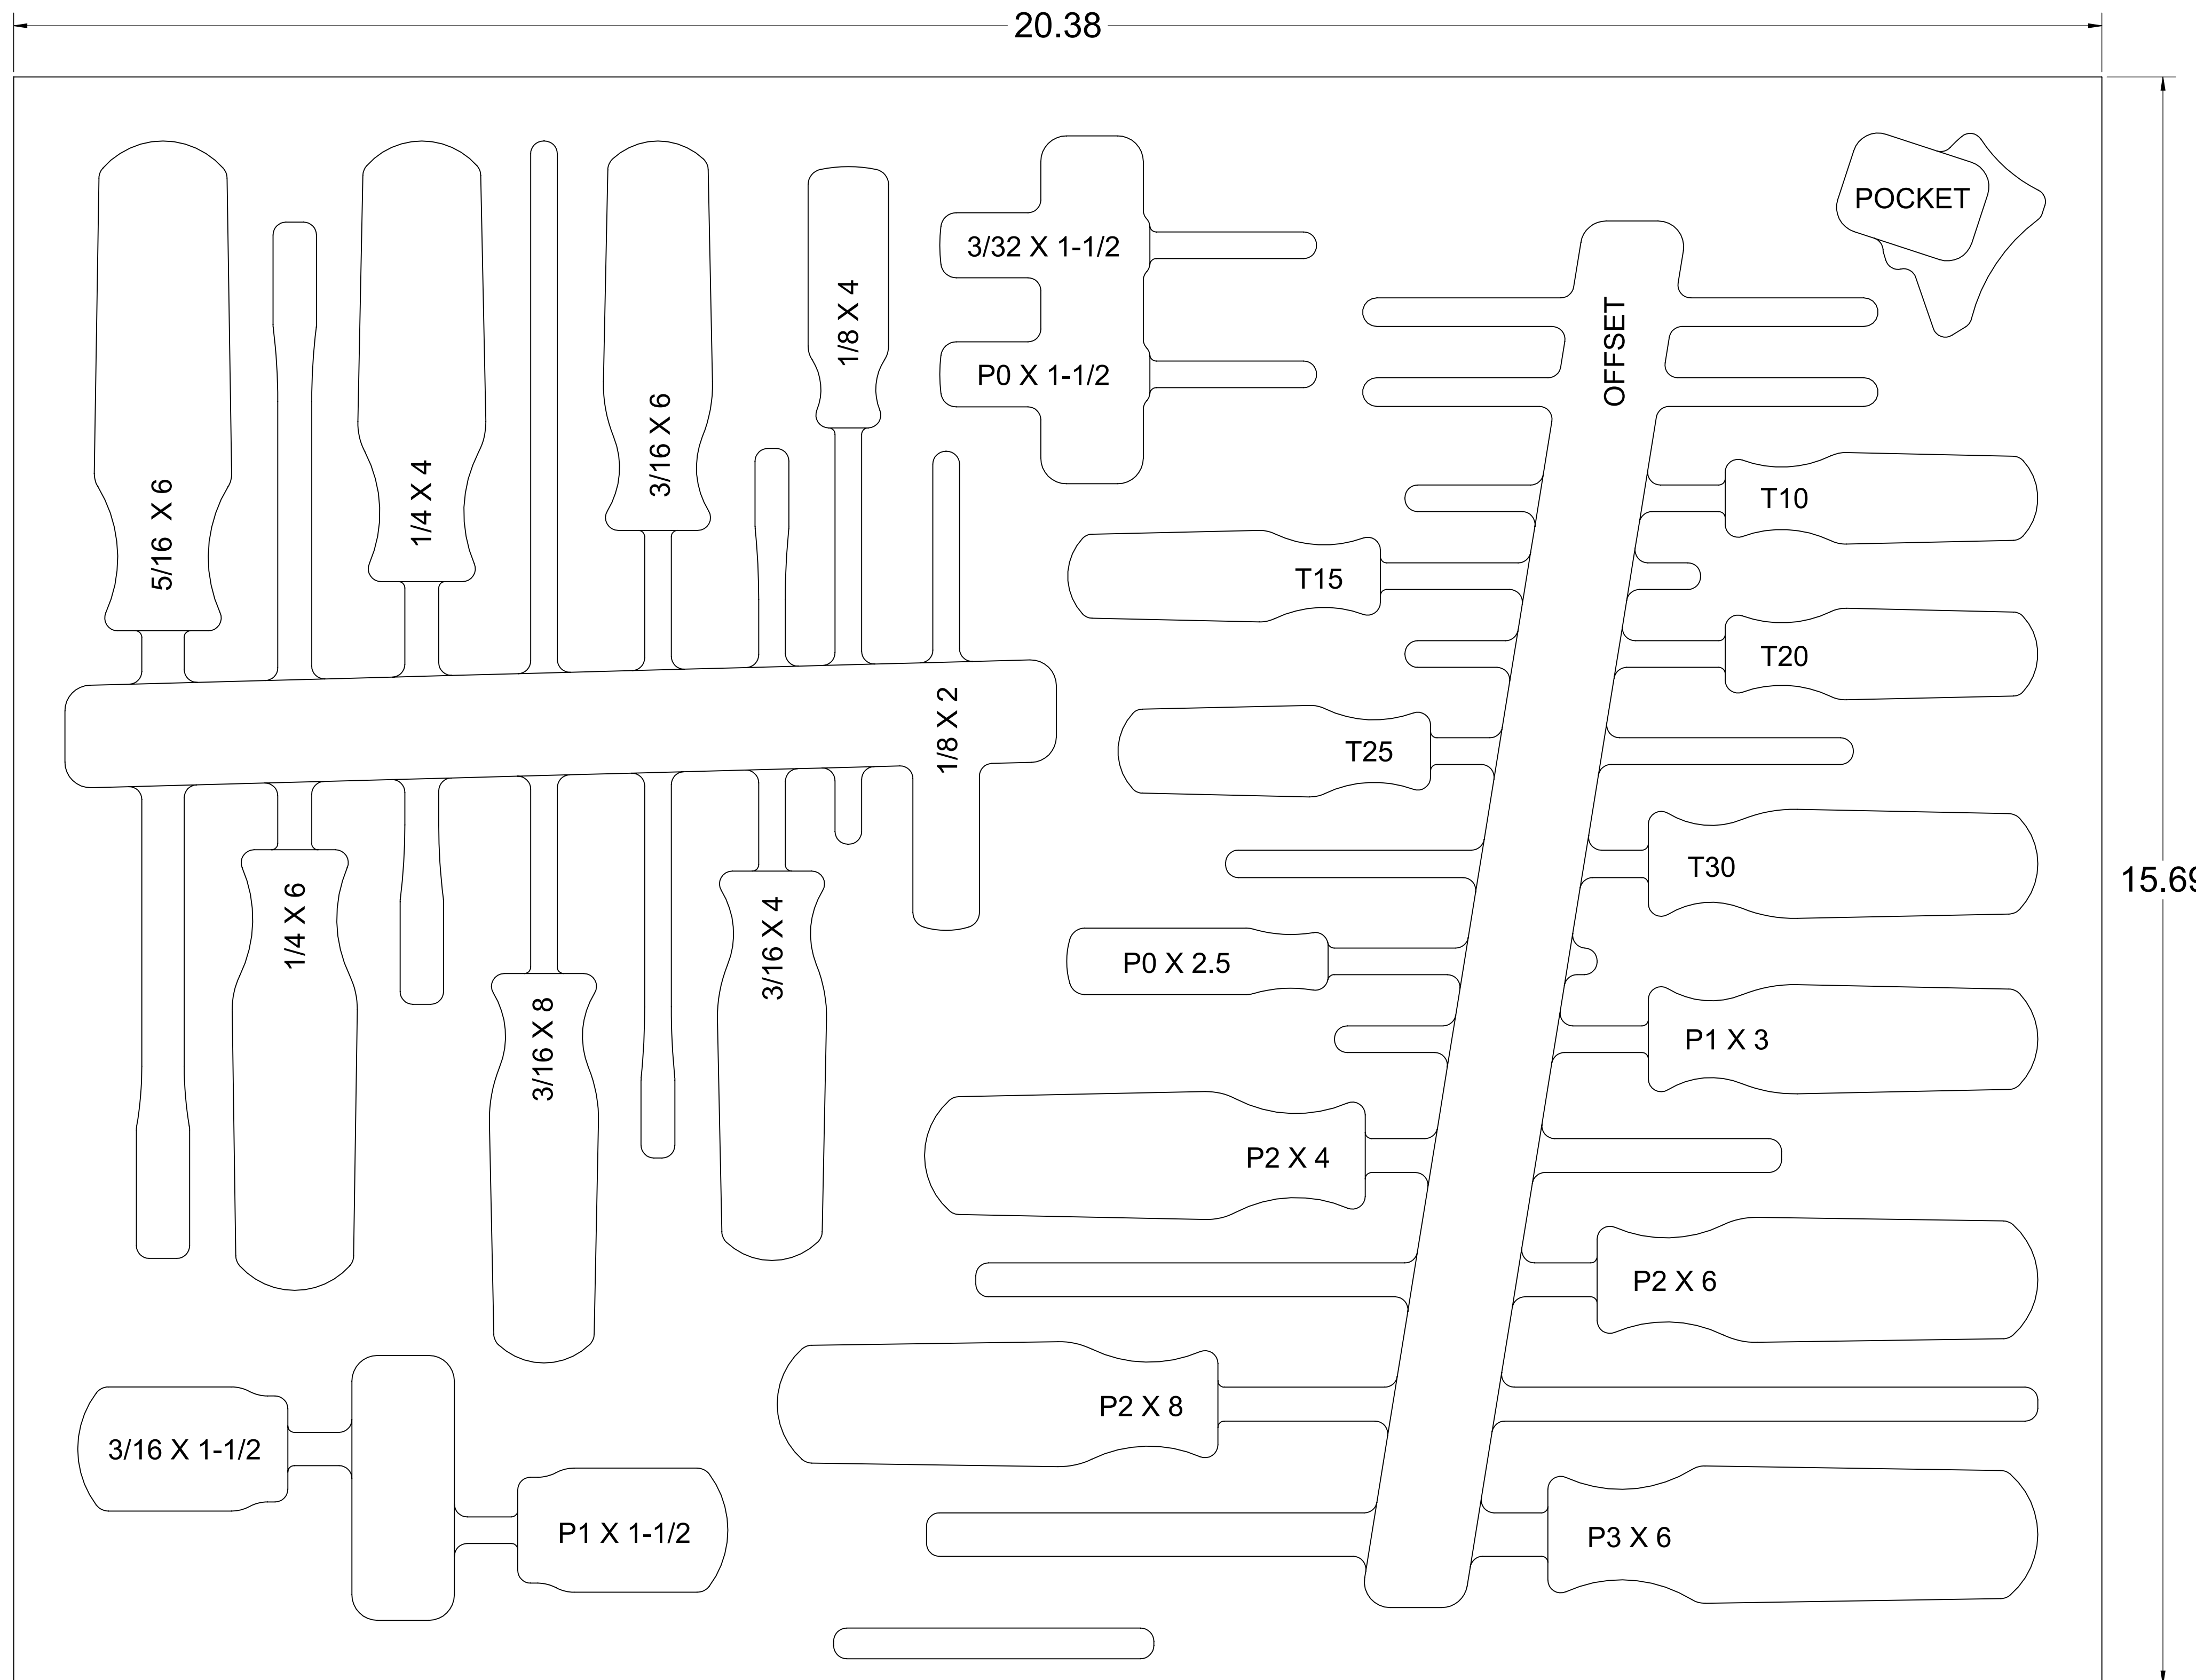 20.38
POCKET
3/32 X 1-1/2
1/8 X 4
OFFSET
P0 X 1-1/2
3/16 X 6
1/4 X 4
5/16 X 6
T10
T15
T20
1/8 X 2
T25
T30
15.69
1/4 X 6
3/16 X 4
P0 X 2.5
3/16 X 8
P1 X 3
P2 X 4
P2 X 6
P2 X 8
3/16 X 1-1/2
P1 X 1-1/2
P3 X 6